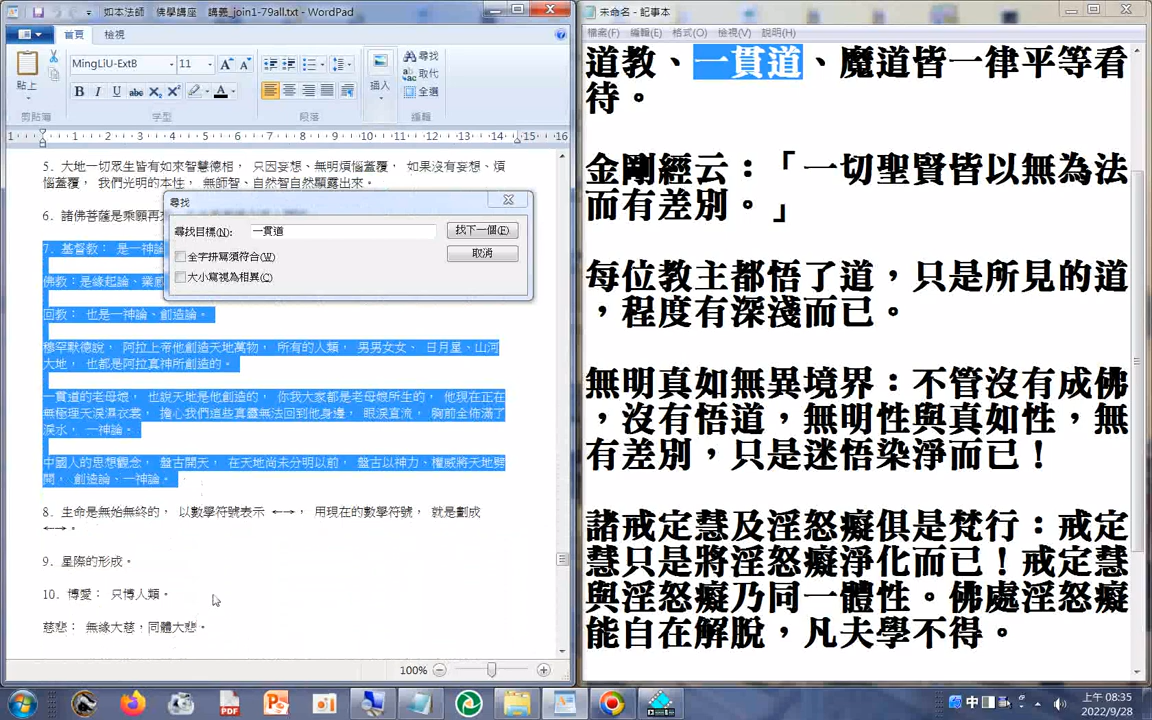 如本法師 佛學講座 講義_join1-79all.txt - WordPad
首頁
檢視
貼上
MingLiU-ExtB
11
B I U abc X₂ X² A
插入
尋找
取代
全選
剪貼簿
字型
段落
編輯
1 1 2 3 4 5 6 7 8 9 10 11 12 13 14 15 16
5. 大地一切眾生皆有如來智慧德相， 只因妄想、無明煩惱蓋覆， 如果沒有妄想、煩
惱蓋覆， 我們光明的本性， 無師智、自然智自然顯露出來。
6. 諸佛菩薩是乘願再
7. 基督教： 是一神論
佛教：是緣起論、業感
回教： 也是一神論、創造論。
穆罕默德說， 阿拉上帝他創造天地萬物， 所有的人類， 男男女女、 日月星、山河
大地， 也都是阿拉真神所創造的。
一貫道的老母娘， 也說天地是他創造的， 你我大家都是老母娘所生的， 他現在正在
無極理天淚濕衣裳， 擔心我們這些真靈無法回到他身邊， 眼淚直流， 胸前全佈滿了
淚水， 一神論。
中國人的思想觀念， 盤古開天， 在天地尚未分明以前， 盤古以神力、權威將天地劈
開， 創造論、一神論。
8. 生命是無始無終的， 以數學符號表示 ←→， 用現在的數學符號， 就是劃成
←→。
9. 星際的形成。
10. 博愛： 只博人類。
慈悲： 無緣大慈，同體大悲。
100%
尋找
尋找目標(N):
一貫道
找下一個(F)
全字拼寫須符合(W)
取消
大小寫視為相異(C)
未命名 - 記事本
檔案(F) 編輯(E) 格式(O) 檢視(V) 說明(H)
道教、一貫道、魔道皆一律平等看
待。
金剛經云：「一切聖賢皆以無為法
而有差別。」
每位教主都悟了道，只是所見的道
，程度有深淺而已。
無明真如無異境界：不管沒有成佛
，沒有悟道，無明性與真如性，無
有差別，只是迷悟染淨而已！
諸戒定慧及淫怒癡俱是梵行：戒定
慧只是將淫怒癡淨化而已！戒定慧
與淫怒癡乃同一體性。佛處淫怒癡
能自在解脫，凡夫學不得。
PDF
中
上午 08:35
2022/9/28